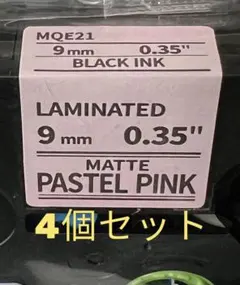 MQE21
9mm 0.35"
BLACK INK
LAMINATED
9mm 0.35"
MATTE
PASTEL PINK
4個セット